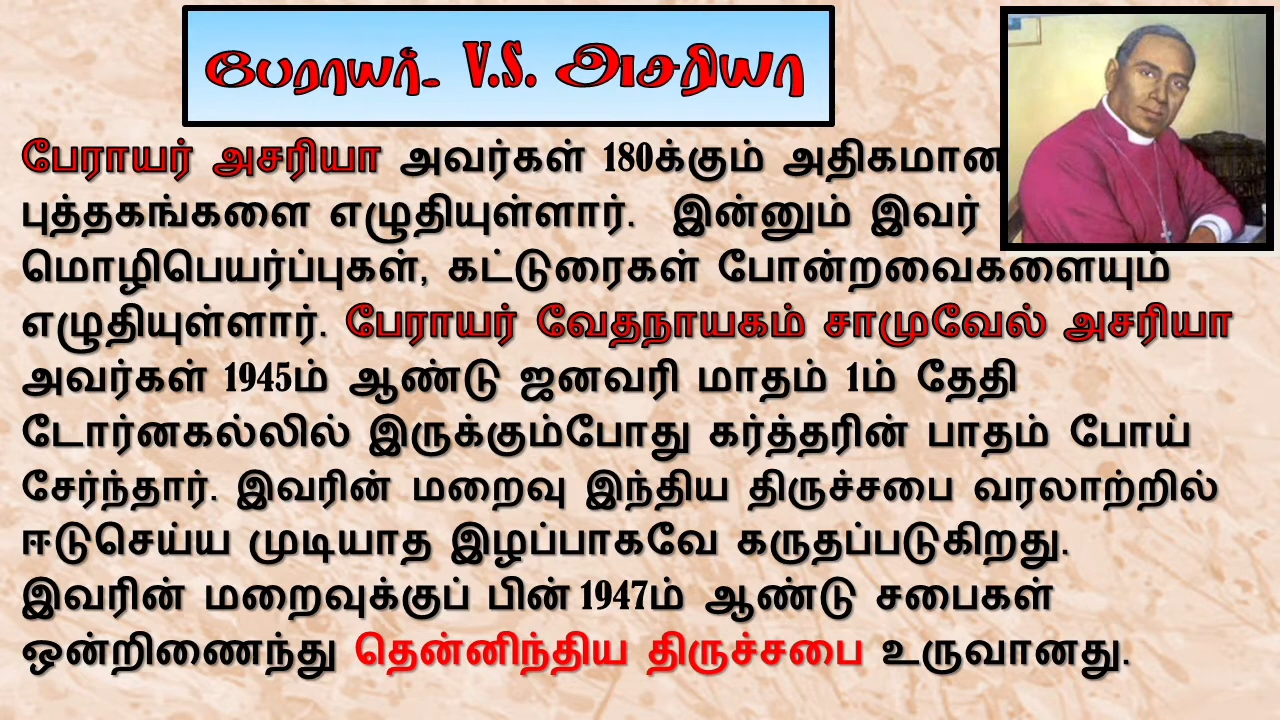 பேராயர். V.S. அசரியா
பேராயர் அசரியா அவர்கள் 180க்கும் அதிகமான
புத்தகங்களை எழுதியுள்ளார். இன்னும் இவர்
மொழிபெயர்ப்புகள், கட்டுரைகள் போன்றவைகளையும்
எழுதியுள்ளார். பேராயர் வேதநாயகம் சாமுவேல் அசரியா
அவர்கள் 1945ம் ஆண்டு ஜனவரி மாதம் 1ம் தேதி
டோர்னகல்லில் இருக்கும்போது கர்த்தரின் பாதம் போய்
சேர்ந்தார். இவரின் மறைவு இந்திய திருச்சபை வரலாற்றில்
ஈடுசெய்ய முடியாத இழப்பாகவே கருதப்படுகிறது.
இவரின் மறைவுக்குப் பின் 1947ம் ஆண்டு சபைகள்
ஒன்றிணைந்து தென்னிந்திய திருச்சபை உருவானது.